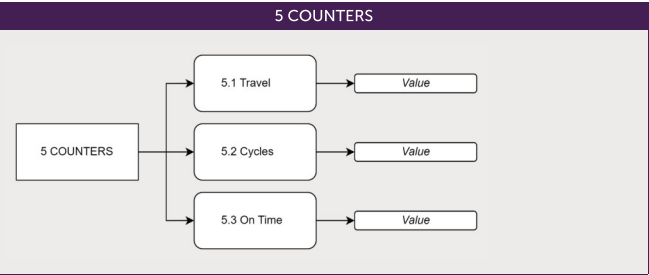 5 COUNTERS
5.1 Travel
Value
5 COUNTERS
5.2 Cycles
Value
5.3 On Time
Value